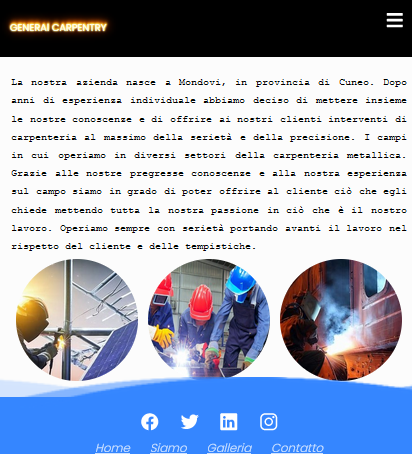 GENERAl CARPENTRY
La nostra azienda nasce a Mondovi, in provincia di Cuneo. Dopo
anni di esperienza individuale abbiamo deciso di mettere insieme
le nostre conoscenze e di offrire ai nostri clienti interventi di
carpenteria al massimo della serietà e della precisione. I campi
in cui operiamo in diversi settori della carpenteria metallica.
Grazie alle nostre pregresse conoscenze e alla nostra esperienza
sul campo siamo in grado di poter offrire al cliente ciò che egli
chiede mettendo tutta la nostra passione in ciò che è il nostro
lavoro. Operiamo sempre con serietà portando avanti il lavoro nel
rispetto del cliente e delle tempistiche.
Home Siamo Galleria Contatto